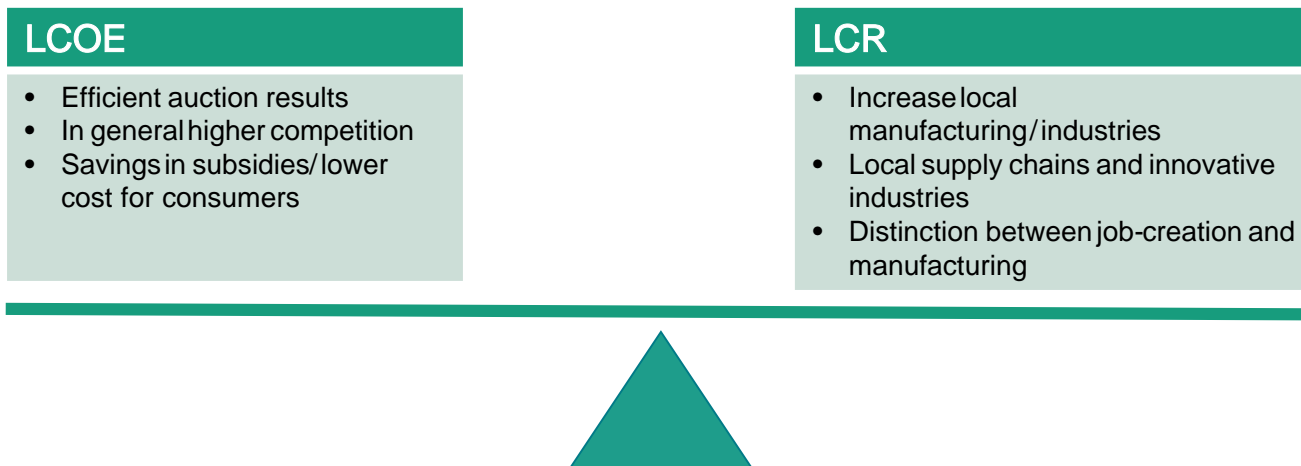 LCOE
• Efficient auction results
• In general higher competition
• Savings in subsidies/ lower
cost for consumers
LCR
• Increase local
manufacturing/ industries
• Local supply chains and innovative
industries
• Distinction between job-creation and
manufacturing